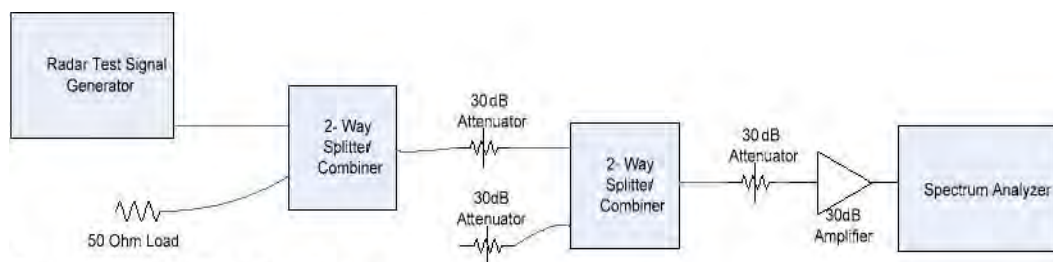 Radar Test Signal
Generator
50 Ohm Load
2- Way
Splitter/
Combiner
30dB
Attenuator
30dB
Attenuator
2- Way
Splitter/
Combiner
30dB
Attenuator
30dB
Amplifier
Spectrum Analyzer